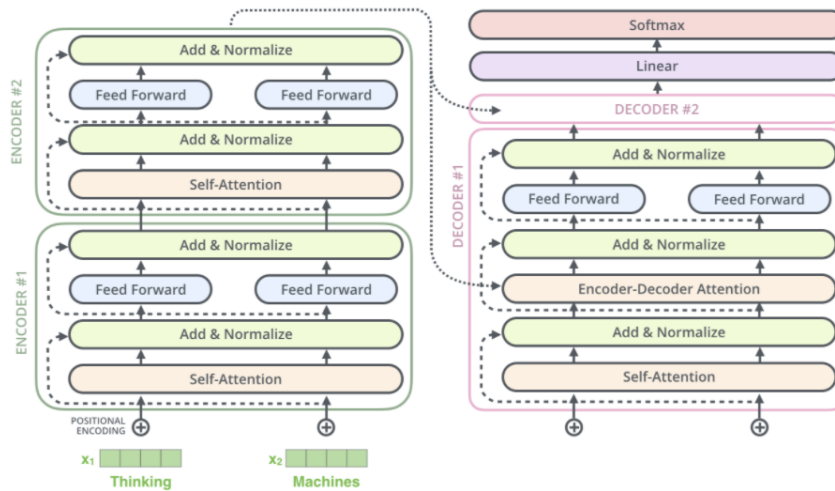 ENCODER #2
Add & Normalize
Feed Forward
Feed Forward
Add & Normalize
Self-Attention
ENCODER #1
Add & Normalize
Feed Forward
Feed Forward
Add & Normalize
Self-Attention
POSITIONAL
ENCODING
x₁
x₂
Thinking
Machines
Softmax
Linear
DECODER #2
DECODER #1
Add & Normalize
Feed Forward
Feed Forward
Add & Normalize
Encoder-Decoder Attention
Add & Normalize
Self-Attention